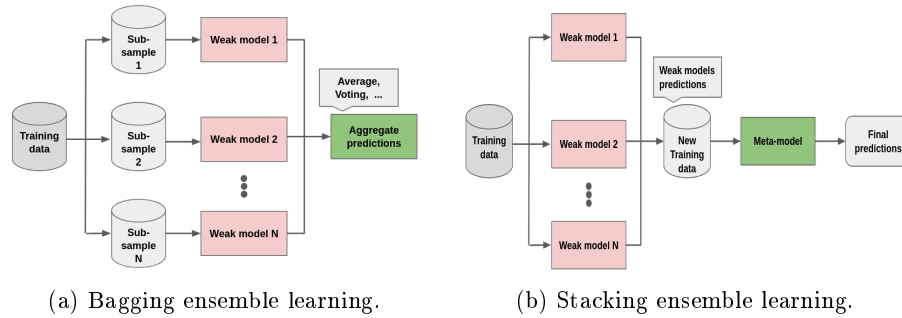 Training
data
Sub-
sample
1
Sub-
sample
2
Sub-
sample
N
Weak model 1
Weak model 2
Weak model N
Average,
Voting, ...
Aggregate
predictions
(a) Bagging ensemble learning.
Training
data
Weak model 1
Weak model 2
Weak model N
Weak models
predictions
New
Training
data
Meta-model
Final
predictions
(b) Stacking ensemble learning.